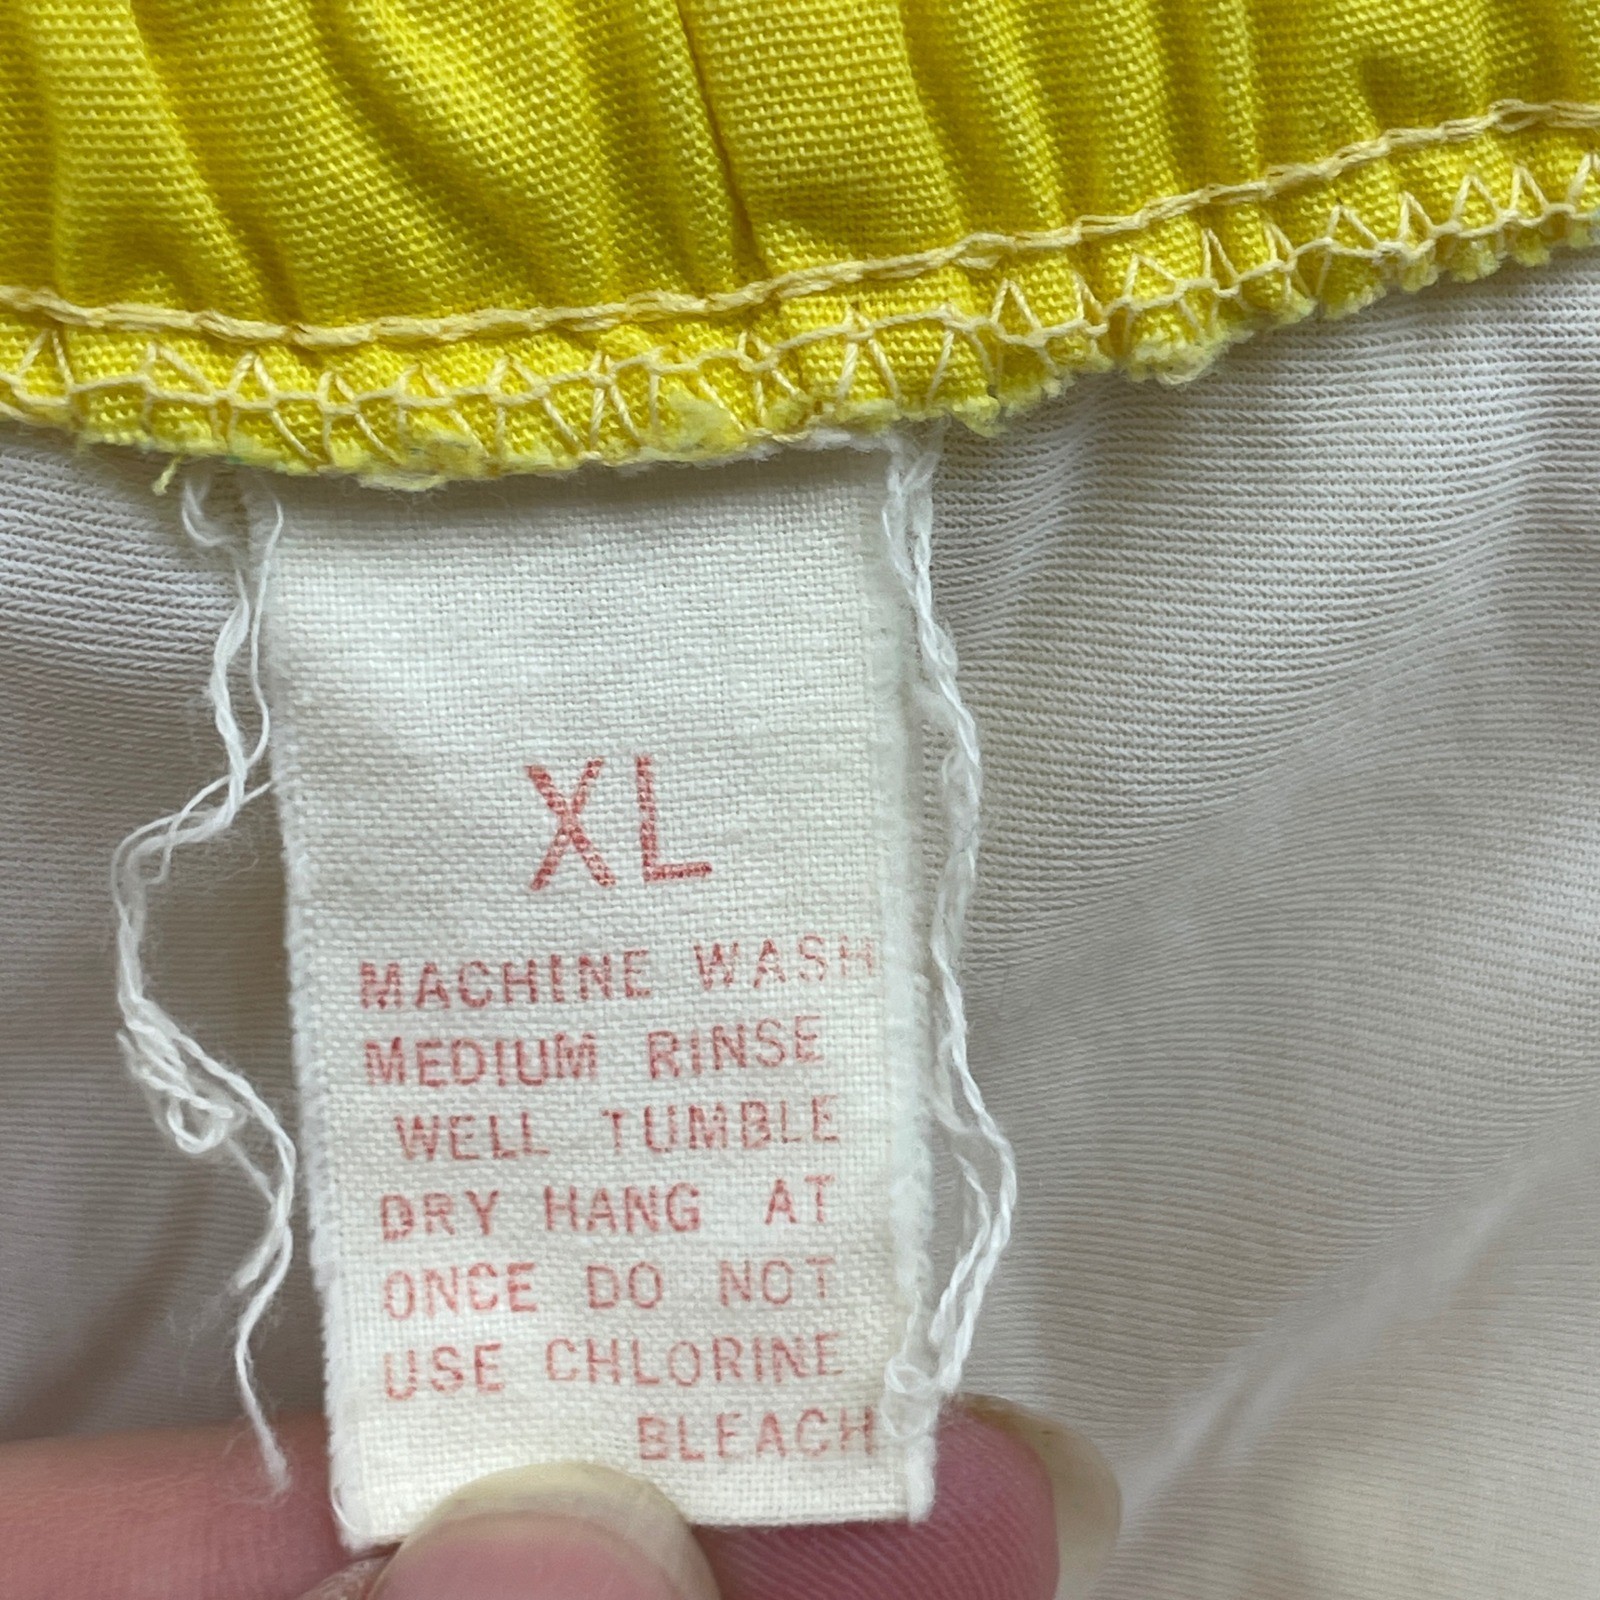 XL
MACHINE WASH
MEDIUM RINSE
WELL TUMBLE
DRY HANG AT
ONCE DO NOT
USE CHLORINE
BLEACH